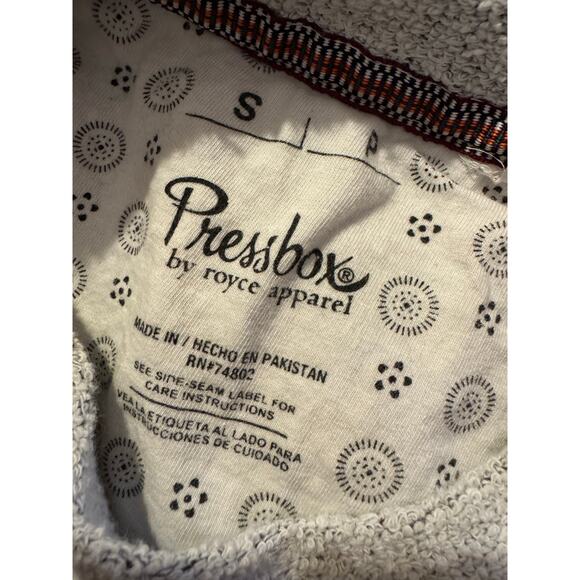 S / P
Pressbox®
by royce apparel
MADE IN / HECHO EN PAKISTAN
RN#74802
SEE SIDE-SEAM LABEL FOR
CARE INSTRUCTIONS
VEA LA ETIQUETA AL LADO PARA
INSTRUCCIONES DE CUIDADO